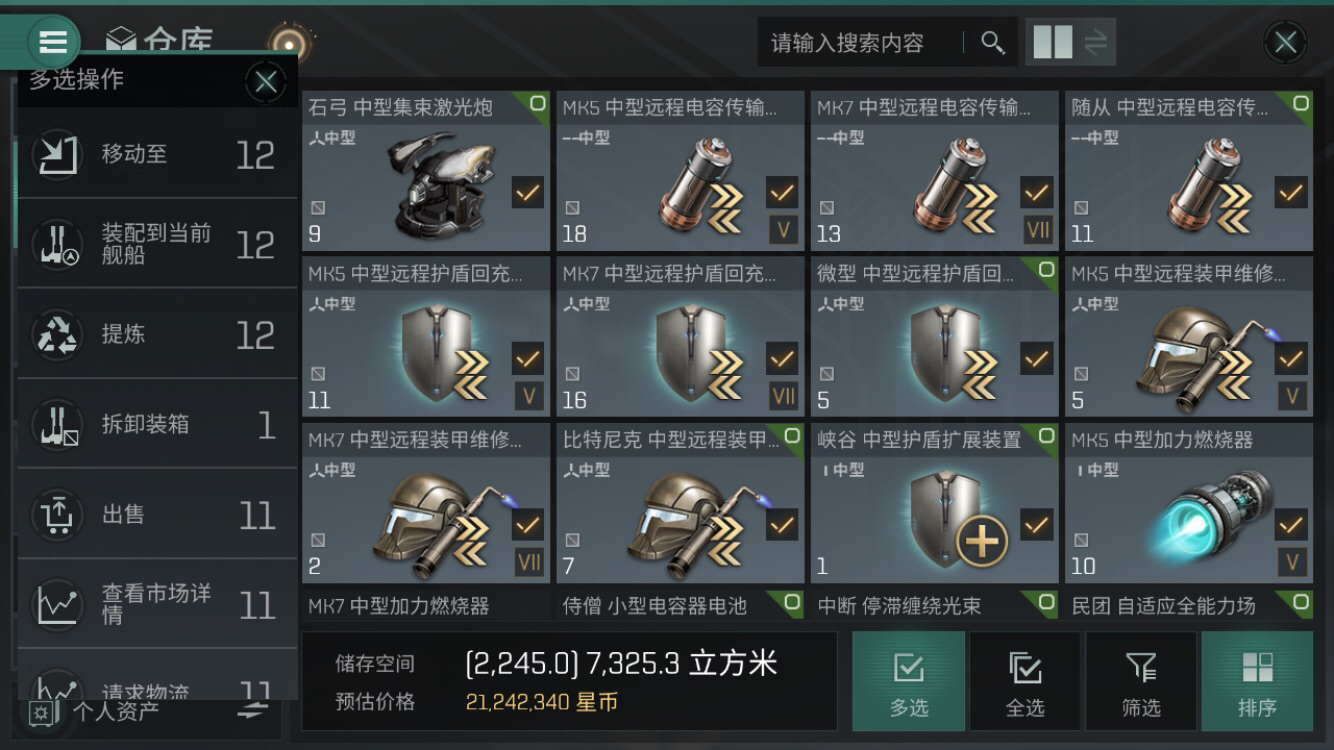 仓库
请输入搜索内容
多选操作
移动至 12
装配到当前
舰船 12
提炼 12
拆卸装箱 1
出售 11
查看市场详
情 11
请求物流 11
个人资产
石弓 中型集束激光炮
中型
9
MK5 中型远程电容传输...
中型
18 V
MK7 中型远程电容传输...
中型
13 VII
随从 中型远程电容传...
中型
11
MK5 中型远程护盾回充...
中型
11 V
MK7 中型远程护盾回充...
中型
16 VII
微型 中型远程护盾回...
中型
5
MK5 中型远程装甲维修...
中型
5 V
MK7 中型远程装甲维修...
中型
2 VII
比特尼克 中型远程装甲...
中型
7
峡谷 中型护盾扩展装置
中型
1
MK5 中型加力燃烧器
中型
10 V
MK7 中型加力燃烧器
侍僧 小型电容器电池
中断 停滞缠绕光束
民团 自适应全能力场
储存空间 (2,245.0) 7,325.3 立方米
预估价格 21,242,340 星币
多选
全选
筛选
排序